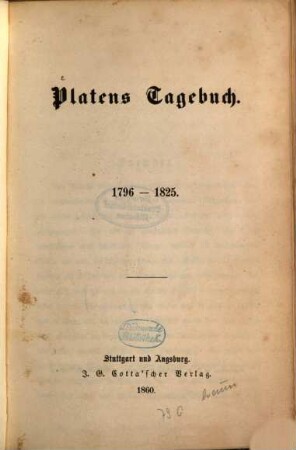 Platens Tagebuch.
1796 — 1825.
Stuttgart und Augsburg.
J. G. Cotta'scher Verlag.
1860.